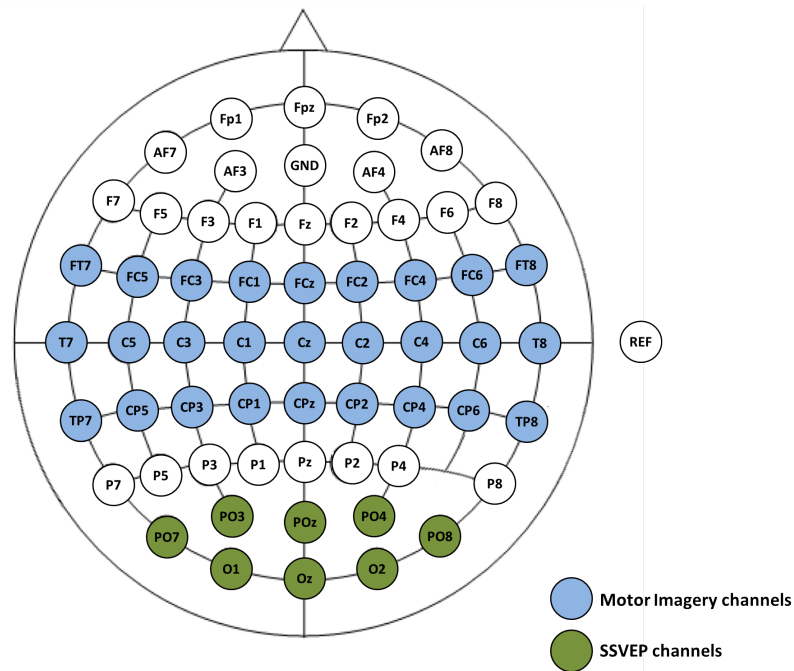 Fpz
Fp1
Fp2
AF7
AF8
GND
AF3
AF4
F7
F5
F3
F1
Fz
F2
F4
F6
F8
FT7
FC5
FC3
FC1
FCz
FC2
FC4
FC6
FT8
T7
C5
C3
C1
Cz
C2
C4
C6
T8
REF
TP7
CP5
CP3
CP1
CPz
CP2
CP4
CP6
TP8
P7
P5
P3
P1
Pz
P2
P4
P8
PO7
PO3
POz
PO4
PO8
O1
Oz
O2
Motor Imagery channels
SSVEP channels